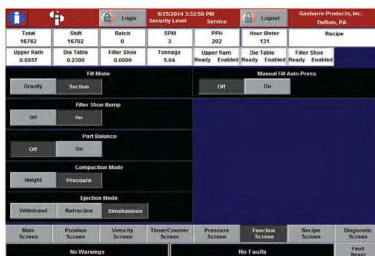 Login
6/25/2014 3:32:50 PM
Security Level Service
Logout
Gasbarre Products, Inc.
DuBois, PA
Total Shift Batch SPM PPH Hour Meter Recipe
16762 16762 0 3 202 131
Upper Ram Die Table Filler Shoe Tonnage Upper Ram Die Table Filler Shoe
0.0057 0.2300 0.0000 5.04 Ready Enabled Ready Enabled Ready Enabled
Fill Mode Manual Fill Auto Press
Gravity Suction Off On
Filler Shoe Bump
Off On
Part Balance
Off On
Compaction Mode
Height Pressure
Ejection Mode
Withdrawl Retraction Simultaneous
Main Screen Position Screen Velocity Screen Timer/Counter Screen Pressure Screen Function Screen Recipe Screen Diagnostic Screen
No Warnings No Faults Fault Reset